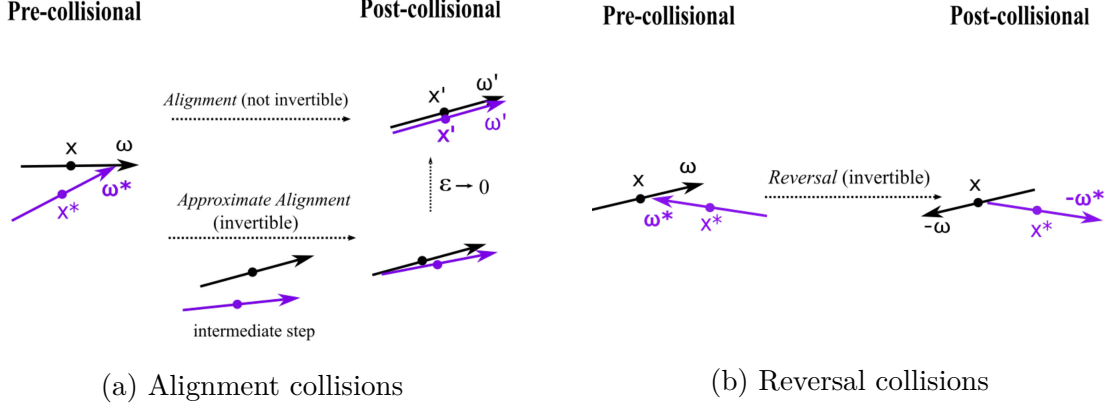 Pre-collisional
Post-collisional
Alignment (not invertible)
x
ω
ω*
x*
x'
ω'
x'
ω'
Approximate Alignment
(invertible)
ε → 0
intermediate step
(a) Alignment collisions
Pre-collisional
Post-collisional
x
ω
ω*
x*
Reversal (invertible)
x
-ω
-ω*
x*
(b) Reversal collisions